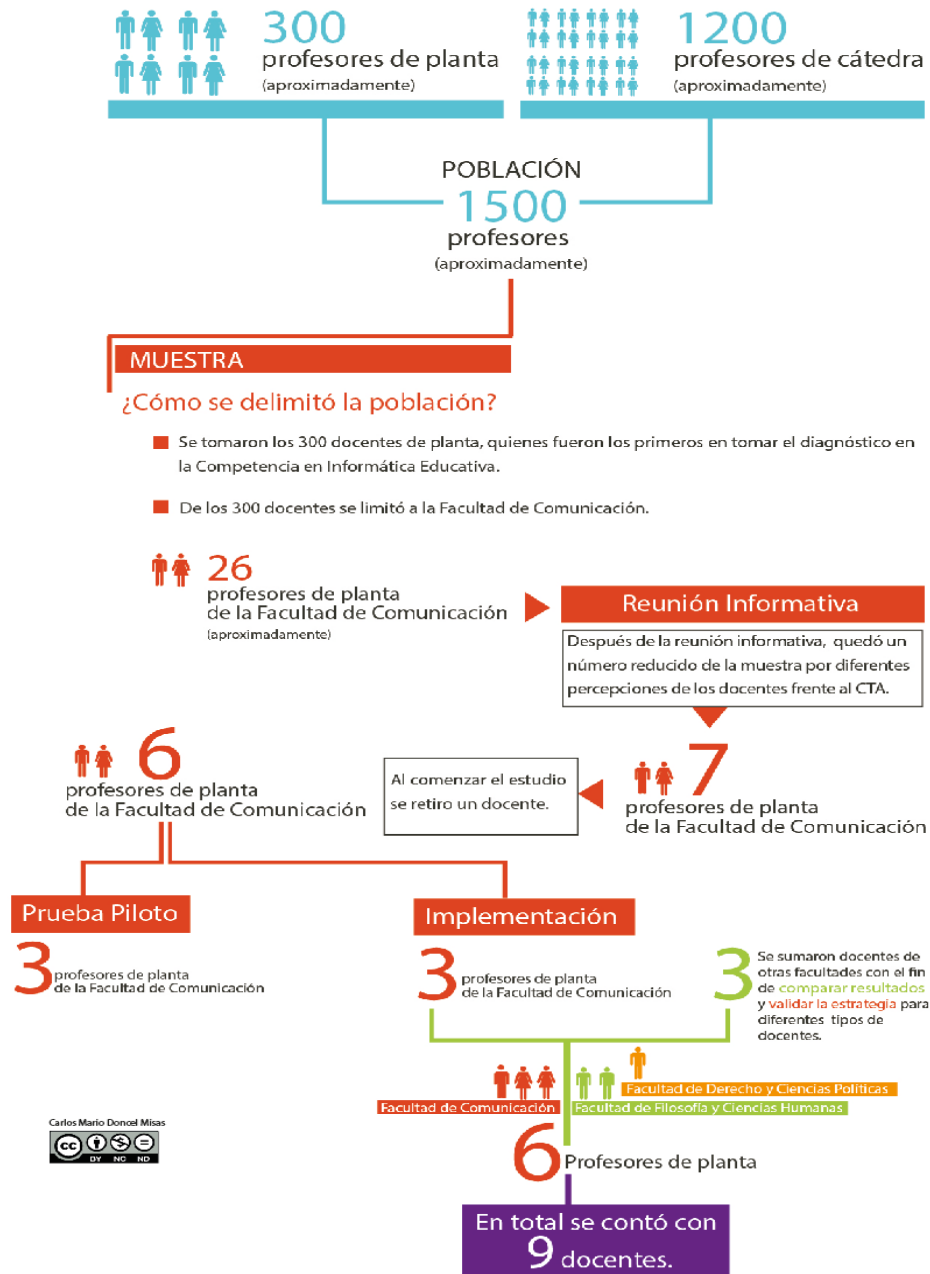 300
profesores de planta
(aproximadamente)
1200
profesores de cátedra
(aproximadamente)
POBLACIÓN
1500
profesores
(aproximadamente)
MUESTRA
¿Cómo se delimitó la población?
Se tomaron los 300 docentes de planta, quienes fueron los primeros en tomar el diagnóstico en
la Competencia en Informática Educativa.
De los 300 docentes se limitó a la Facultad de Comunicación.
26
profesores de planta
de la Facultad de Comunicación
(aproximadamente)
Reunión Informativa
Después de la reunión informativa, quedó un
número reducido de la muestra por diferentes
percepciones de los docentes frente al CTA.
7
profesores de planta
de la Facultad de Comunicación
Al comenzar el estudio
se retiro un docente.
6
profesores de planta
de la Facultad de Comunicación
Prueba Piloto
3
profesores de planta
de la Facultad de Comunicación
Implementación
3
profesores de planta
de la Facultad de Comunicación
3
Se sumaron docentes de
otras facultades con el fin
de comparar resultados
y validar la estrategia para
diferentes tipos de
docentes.
Facultad de Derecho y Ciencias Políticas
Facultad de Comunicación
Facultad de Filosofía y Ciencias Humanas
6 Profesores de planta
En total se contó con
9 docentes.
Carlos Mario Doncel Misas
cc
BY NC ND